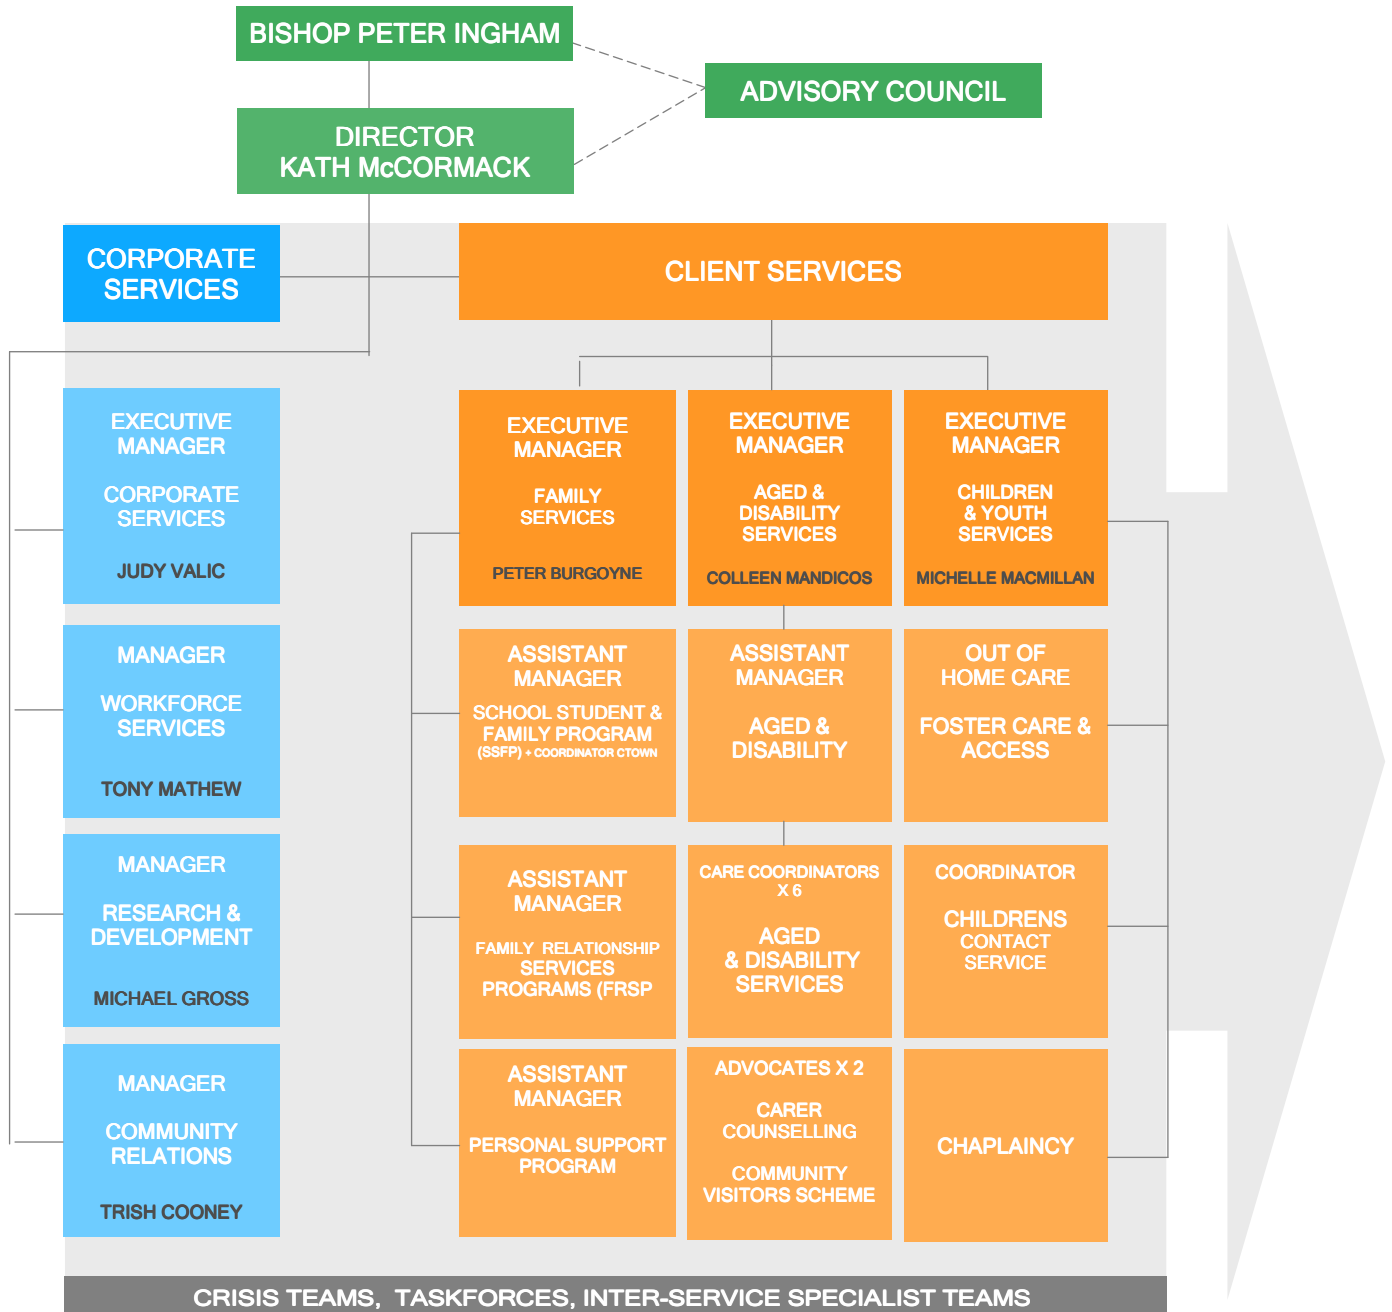 BISHOP PETER INGHAM
ADVISORY COUNCIL
DIRECTOR
KATH McCORMACK
CORPORATE
SERVICES
CLIENT SERVICES
EXECUTIVE
MANAGER
CORPORATE
SERVICES
JUDY VALIC
MANAGER
WORKFORCE
SERVICES
TONY MATHEW
MANAGER
RESEARCH &
DEVELOPMENT
MICHAEL GROSS
MANAGER
COMMUNITY
RELATIONS
TRISH COONEY
EXECUTIVE
MANAGER
FAMILY
SERVICES
PETER BURGOYNE
ASSISTANT
MANAGER
SCHOOL STUDENT &
FAMILY PROGRAM
(SSFP) + COORDINATOR CTOWN
ASSISTANT
MANAGER
FAMILY RELATIONSHIP
SERVICES
PROGRAMS (FRSP
ASSISTANT
MANAGER
PERSONAL SUPPORT
PROGRAM
EXECUTIVE
MANAGER
AGED &
DISABILITY
SERVICES
COLLEEN MANDICOS
ASSISTANT
MANAGER
AGED &
DISABILITY
CARE COORDINATORS
X 6
AGED
& DISABILITY
SERVICES
ADVOCATES X 2
CARER
COUNSELLING
COMMUNITY
VISITORS SCHEME
EXECUTIVE
MANAGER
CHILDREN
& YOUTH
SERVICES
MICHELLE MACMILLAN
OUT OF
HOME CARE
FOSTER CARE &
ACCESS
COORDINATOR
CHILDRENS
CONTACT
SERVICE
CHAPLAINCY
CRISIS TEAMS, TASKFORCES, INTER-SERVICE SPECIALIST TEAMS